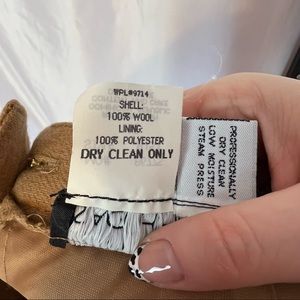 WPL#9714
SHELL:
100% WOOL
LINING:
100% POLYESTER
DRY CLEAN ONLY
PROFESSIONALLY
DRY CLEAN
LOW MOISTURE
STEAM PRESS